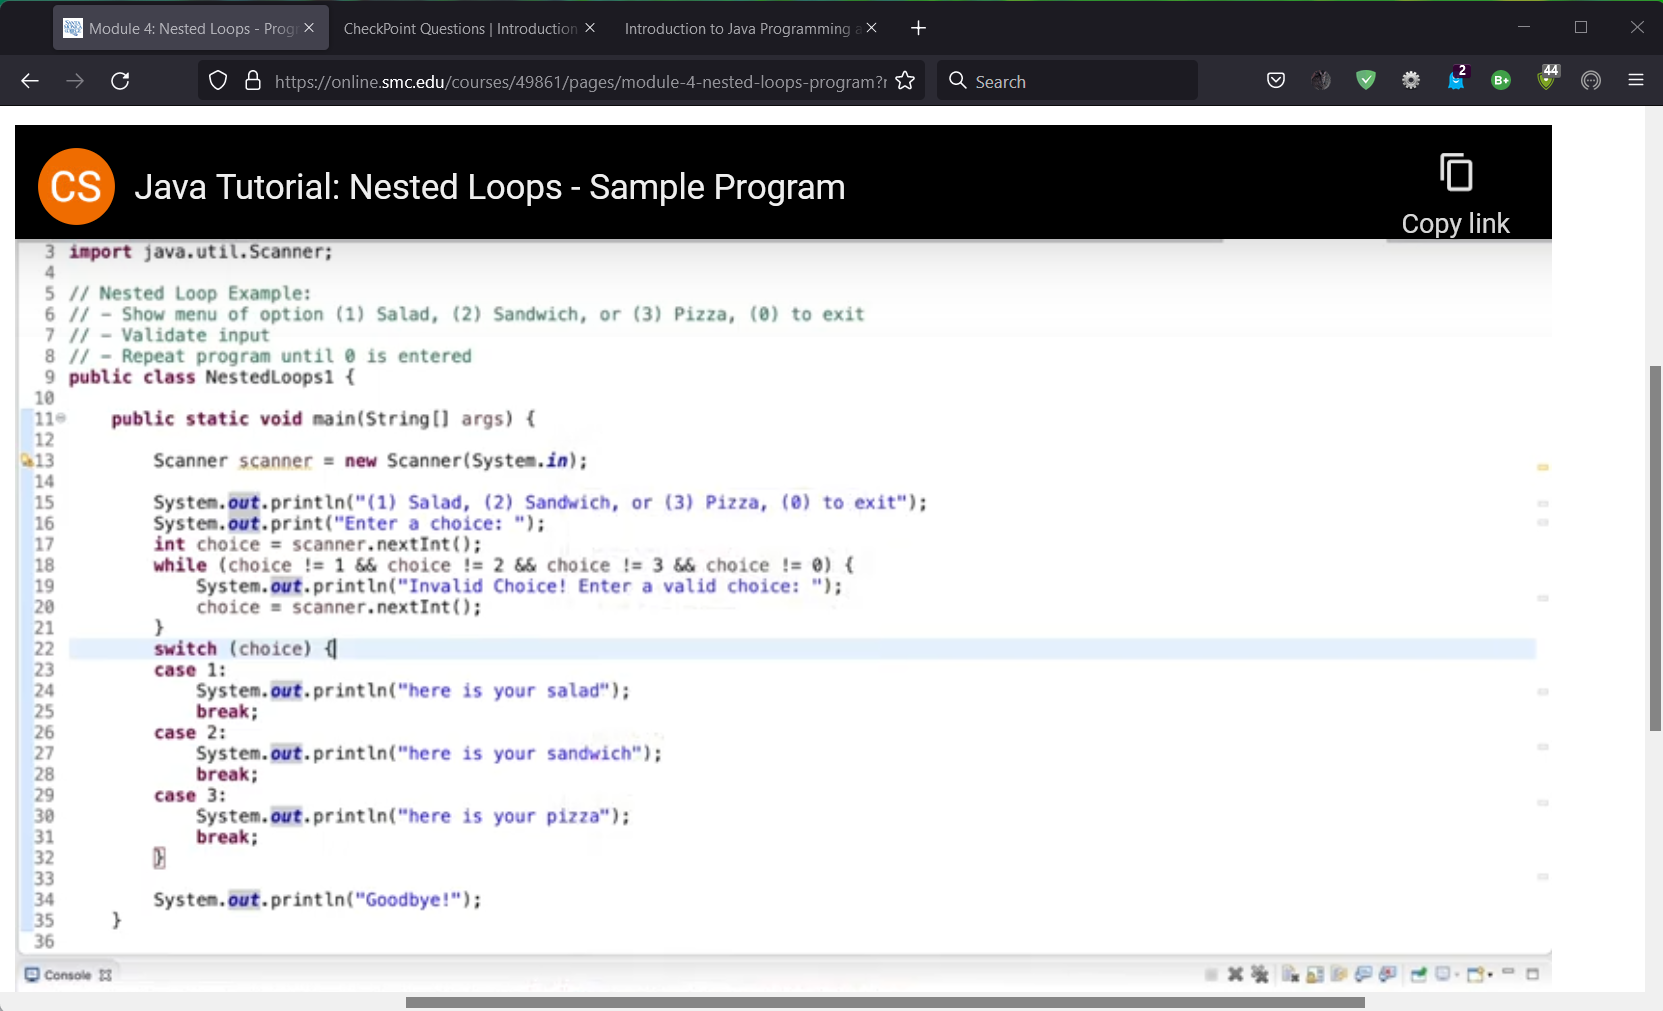 Module 4: Nested Loops - Progr
CheckPoint Questions | Introduction
Introduction to Java Programming a
https://online.smc.edu/courses/49861/pages/module-4-nested-loops-program?r
Search
2
B+
44
CS
Java Tutorial: Nested Loops - Sample Program
Copy link
3 import java.util.Scanner;
4
5 // Nested Loop Example:
6 // - Show menu of option (1) Salad, (2) Sandwich, or (3) Pizza, (0) to exit
7 // - Validate input
8 // - Repeat program until 0 is entered
9 public class NestedLoops1 {
10
11 public static void main(String[] args) {
12
13 Scanner scanner = new Scanner(System.in);
14
15 System.out.println("(1) Salad, (2) Sandwich, or (3) Pizza, (0) to exit");
16 System.out.print("Enter a choice: ");
17 int choice = scanner.nextInt();
18 while (choice != 1 && choice != 2 && choice != 3 && choice != 0) {
19 System.out.println("Invalid Choice! Enter a valid choice: ");
20 choice = scanner.nextInt();
21 }
22 switch (choice) {
23 case 1:
24 System.out.println("here is your salad");
25 break;
26 case 2:
27 System.out.println("here is your sandwich");
28 break;
29 case 3:
30 System.out.println("here is your pizza");
31 break;
32 }
33
34 System.out.println("Goodbye!");
35 }
36
Console